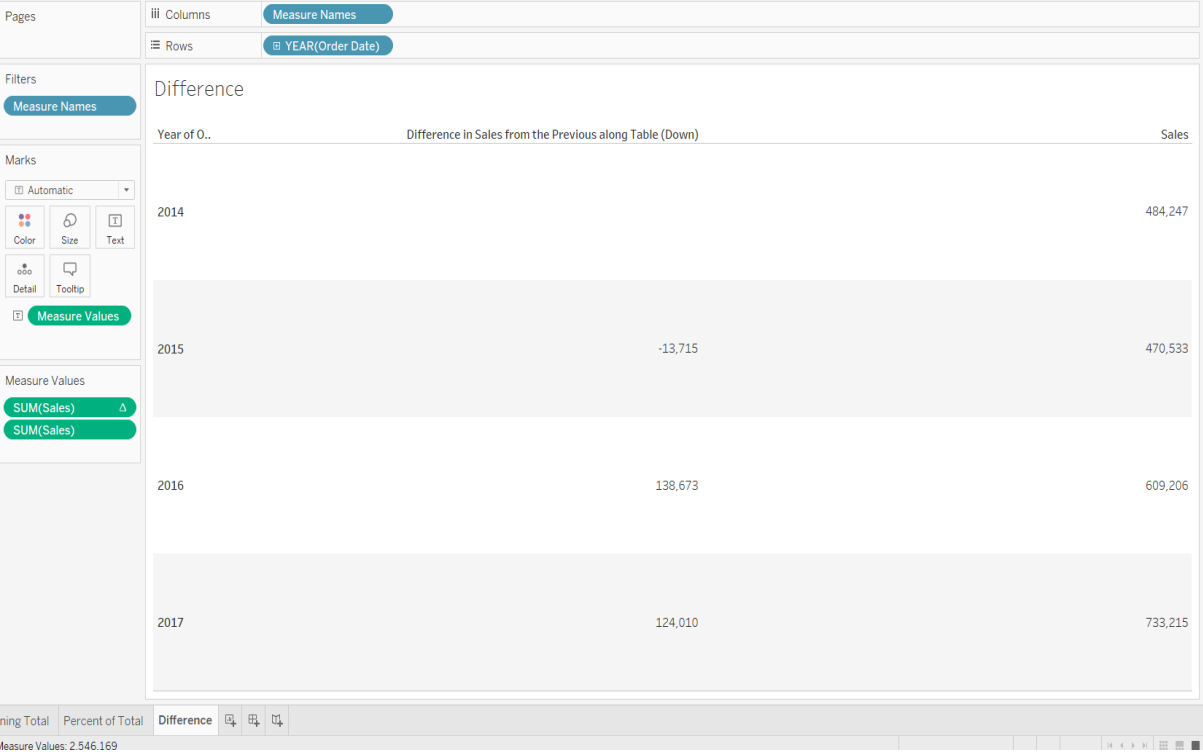 Pages
Columns
Measure Names
Rows
YEAR(Order Date)
Filters
Measure Names
Marks
Automatic
Color
Size
Text
Detail
Tooltip
Measure Values
Measure Values
SUM(Sales) Δ
SUM(Sales)
Difference
Year of O..
Difference in Sales from the Previous along Table (Down)
Sales
2014
484,247
2015
-13,715
470,533
2016
138,673
609,206
2017
124,010
733,215
ning Total
Percent of Total
Difference
Measure Values: 2,546,169